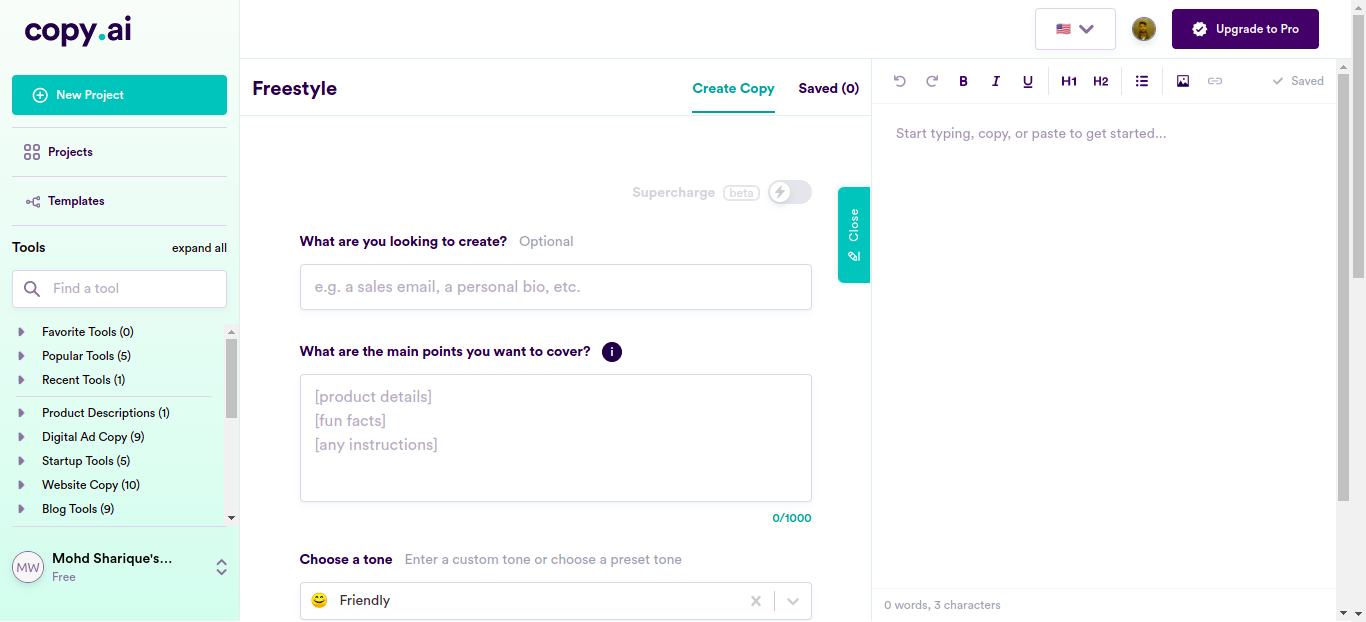 copy.ai
Upgrade to Pro
New Project
Projects
Templates
Tools expand all
Find a tool
Favorite Tools (0)
Popular Tools (5)
Recent Tools (1)
Product Descriptions (1)
Digital Ad Copy (9)
Startup Tools (5)
Website Copy (10)
Blog Tools (9)
MW
Mohd Sharique's...
Free
Freestyle
Create Copy Saved (0)
Supercharge beta
What are you looking to create? Optional
e.g. a sales email, a personal bio, etc.
What are the main points you want to cover? i
[product details]
[fun facts]
[any instructions]
0/1000
Choose a tone Enter a custom tone or choose a preset tone
Friendly
Close
B I U H1 H2 Saved
Start typing, copy, or paste to get started...
0 words, 3 characters